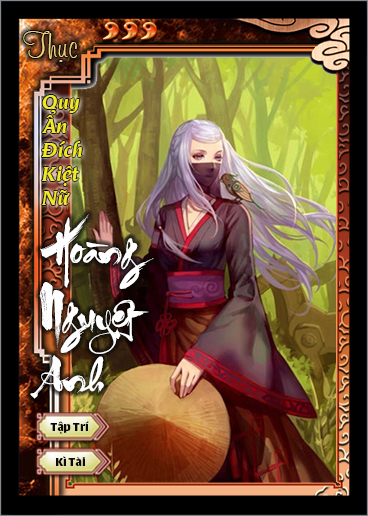 Thục
Quy
Ẩn
Đích
Kiệt
Nữ
Hoàng
Nguyệt
Anh
Tập Trí
Kì Tài